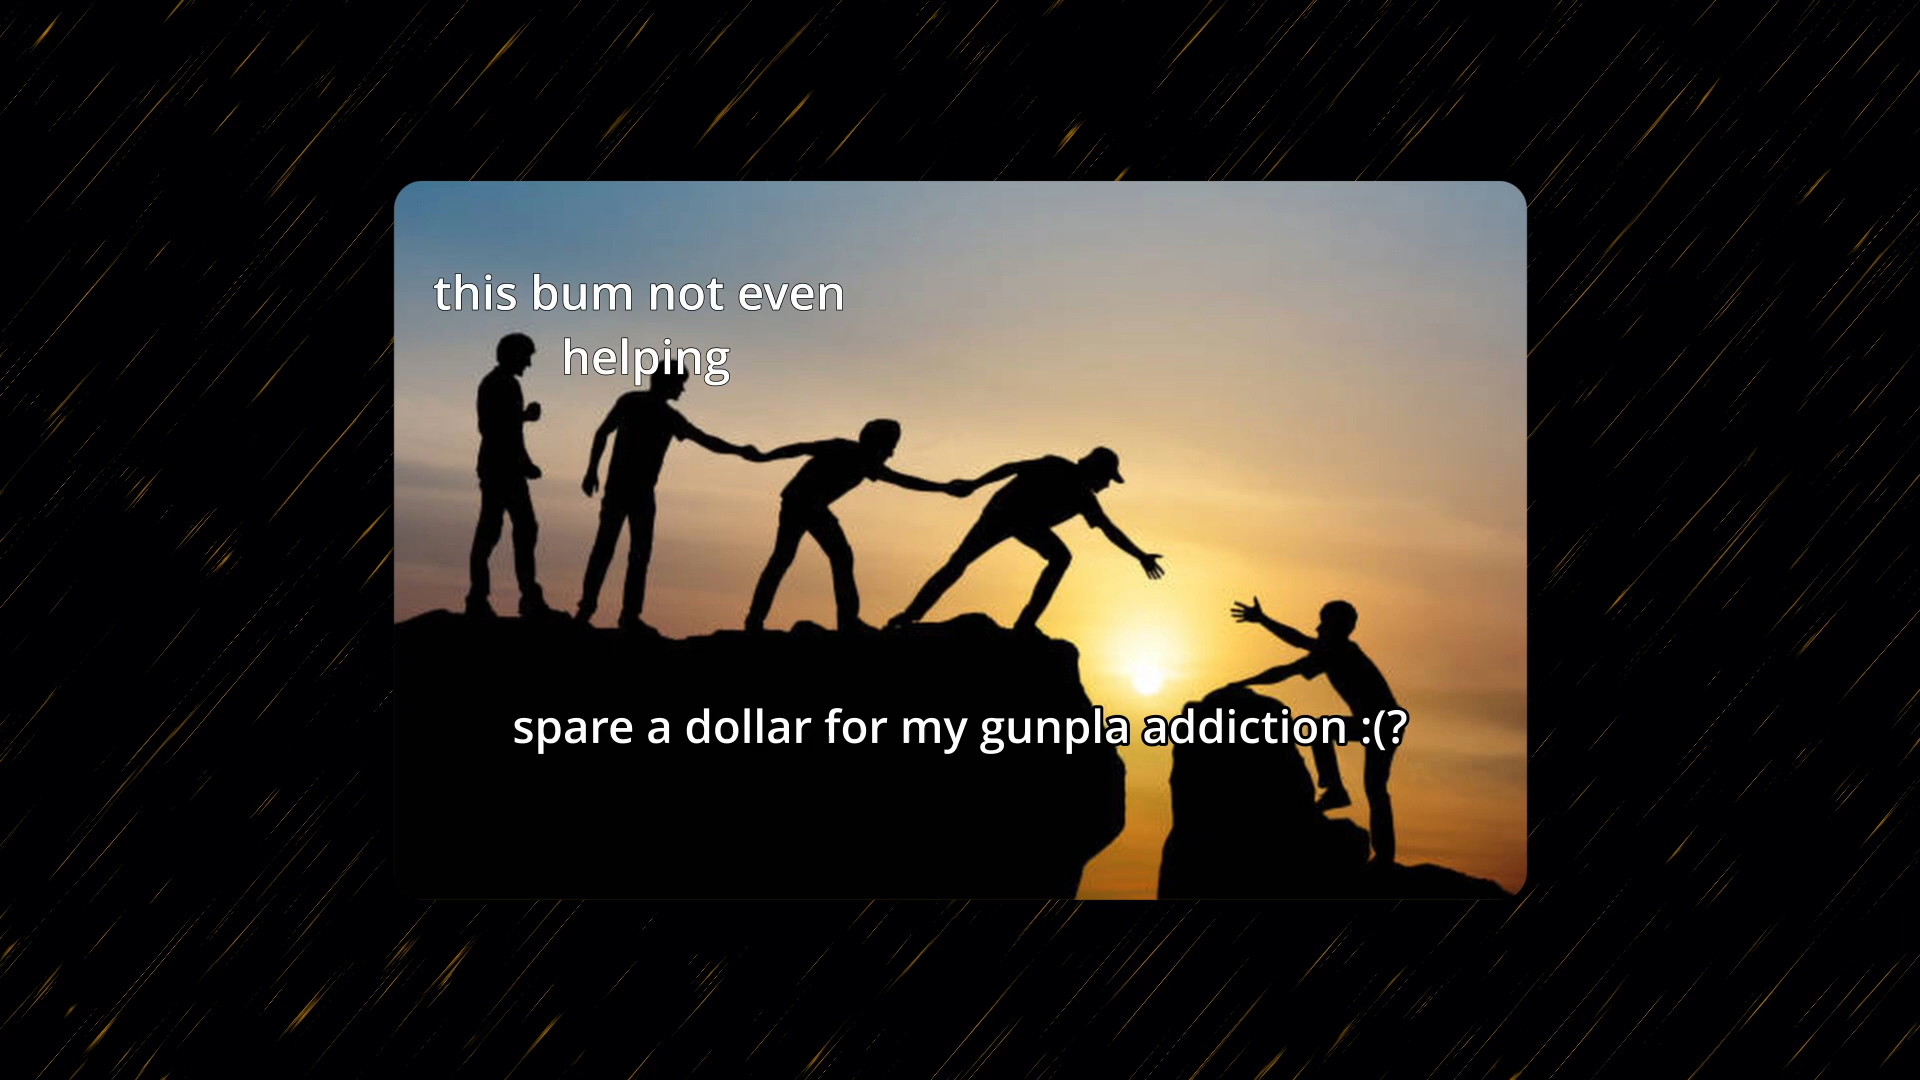 this bum not even
helping
spare a dollar for my gunpla addiction :(?